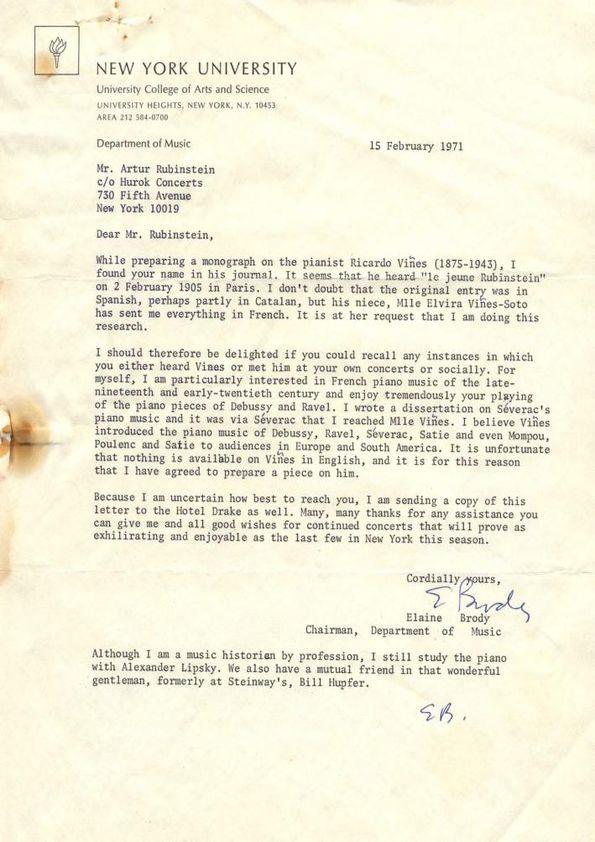 NEW YORK UNIVERSITY
University College of Arts and Science
UNIVERSITY HEIGHTS, NEW YORK, N.Y. 10453
AREA 212 584-0700
Department of Music
15 February 1971
Mr. Artur Rubinstein
c/o Hurok Concerts
730 Fifth Avenue
New York 10019
Dear Mr. Rubinstein,
While preparing a monograph on the pianist Ricardo Viñes (1875-1943), I
found your name in his journal. It seems that he heard "le jeune Rubinstein"
on 2 February 1905 in Paris. I don't doubt that the original entry was in
Spanish, perhaps partly in Catalan, but his niece, Mlle Elvira Viñes-Soto
has sent me everything in French. It is at her request that I am doing this
research.
I should therefore be delighted if you could recall any instances in which
you either heard Vines or met him at your own concerts or socially. For
myself, I am particularly interested in French piano music of the late-
nineteenth and early-twentieth century and enjoy tremendously your playing
of the piano pieces of Debussy and Ravel. I wrote a dissertation on Séverac's
piano music and it was via Séverac that I reached Mlle Viñes. I believe Viñes
introduced the piano music of Debussy, Ravel, Séverac, Satie and even Mompou,
Poulenc and Satie to audiences in Europe and South America. It is unfortunate
that nothing is available on Viñes in English, and it is for this reason
that I have agreed to prepare a piece on him.
Because I am uncertain how best to reach you, I am sending a copy of this
letter to the Hotel Drake as well. Many, many thanks for any assistance you
can give me and all good wishes for continued concerts that will prove as
exhilirating and enjoyable as the last few in New York this season.
Cordially yours,
E Brody
Elaine Brody
Chairman, Department of Music
Although I am a music historian by profession, I still study the piano
with Alexander Lipsky. We also have a mutual friend in that wonderful
gentleman, formerly at Steinway's, Bill Hupfer.
EB.